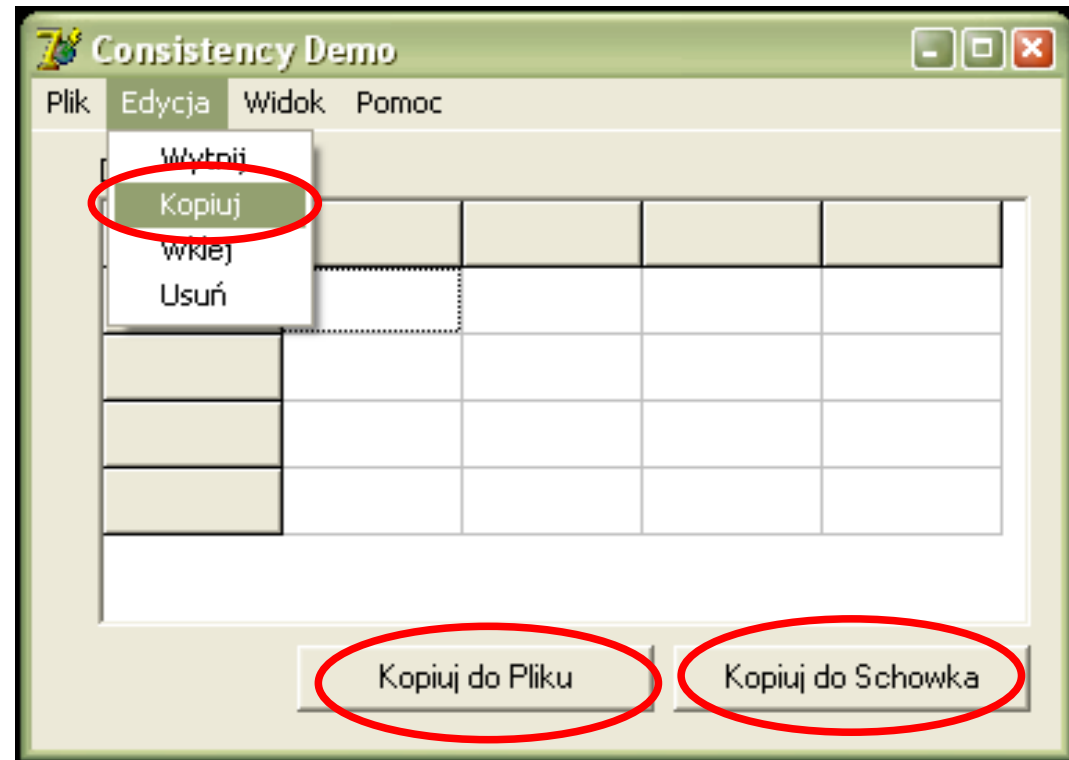 Consistency Demo
Plik Edycja Widok Pomoc
Wytnij
Kopiuj
Wklej
Usuń
Kopiuj do Pliku
Kopiuj do Schowka